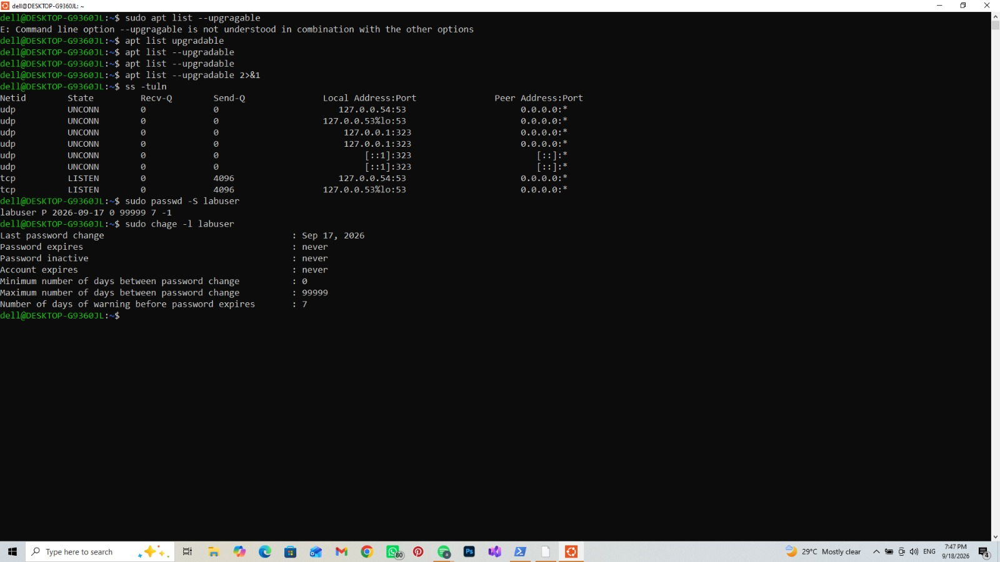 dell@DESKTOP-G9360JL: ~
dell@DESKTOP-G9360JL:~$ sudo apt list --upgragable
E: Command line option --upgragable is not understood in combination with the other options
dell@DESKTOP-G9360JL:~$ apt list upgradable
dell@DESKTOP-G9360JL:~$ apt list --upgradable
dell@DESKTOP-G9360JL:~$ apt list --upgradable
dell@DESKTOP-G9360JL:~$ apt list --upgradable 2>&1
dell@DESKTOP-G9360JL:~$ ss -tuln
Netid State Recv-Q Send-Q Local Address:Port Peer Address:Port
udp UNCONN 0 0 127.0.0.54:53 0.0.0.0:*
udp UNCONN 0 0 127.0.0.53%lo:53 0.0.0.0:*
udp UNCONN 0 0 127.0.0.1:323 0.0.0.0:*
udp UNCONN 0 0 127.0.0.1:323 0.0.0.0:*
udp UNCONN 0 0 [::1]:323 [::]:*
udp UNCONN 0 0 [::1]:323 [::]:*
tcp LISTEN 0 4096 127.0.0.54:53 0.0.0.0:*
tcp LISTEN 0 4096 127.0.0.53%lo:53 0.0.0.0:*
dell@DESKTOP-G9360JL:~$ sudo passwd -S labuser
labuser P 2026-09-17 0 99999 7 -1
dell@DESKTOP-G9360JL:~$ sudo chage -l labuser
Last password change : Sep 17, 2026
Password expires : never
Password inactive : never
Account expires : never
Minimum number of days between password change : 0
Maximum number of days between password change : 99999
Number of days of warning before password expires : 7
dell@DESKTOP-G9360JL:~$
Type here to search
80
Ps
29°C Mostly clear
ENG
7:47 PM
9/18/2026
4